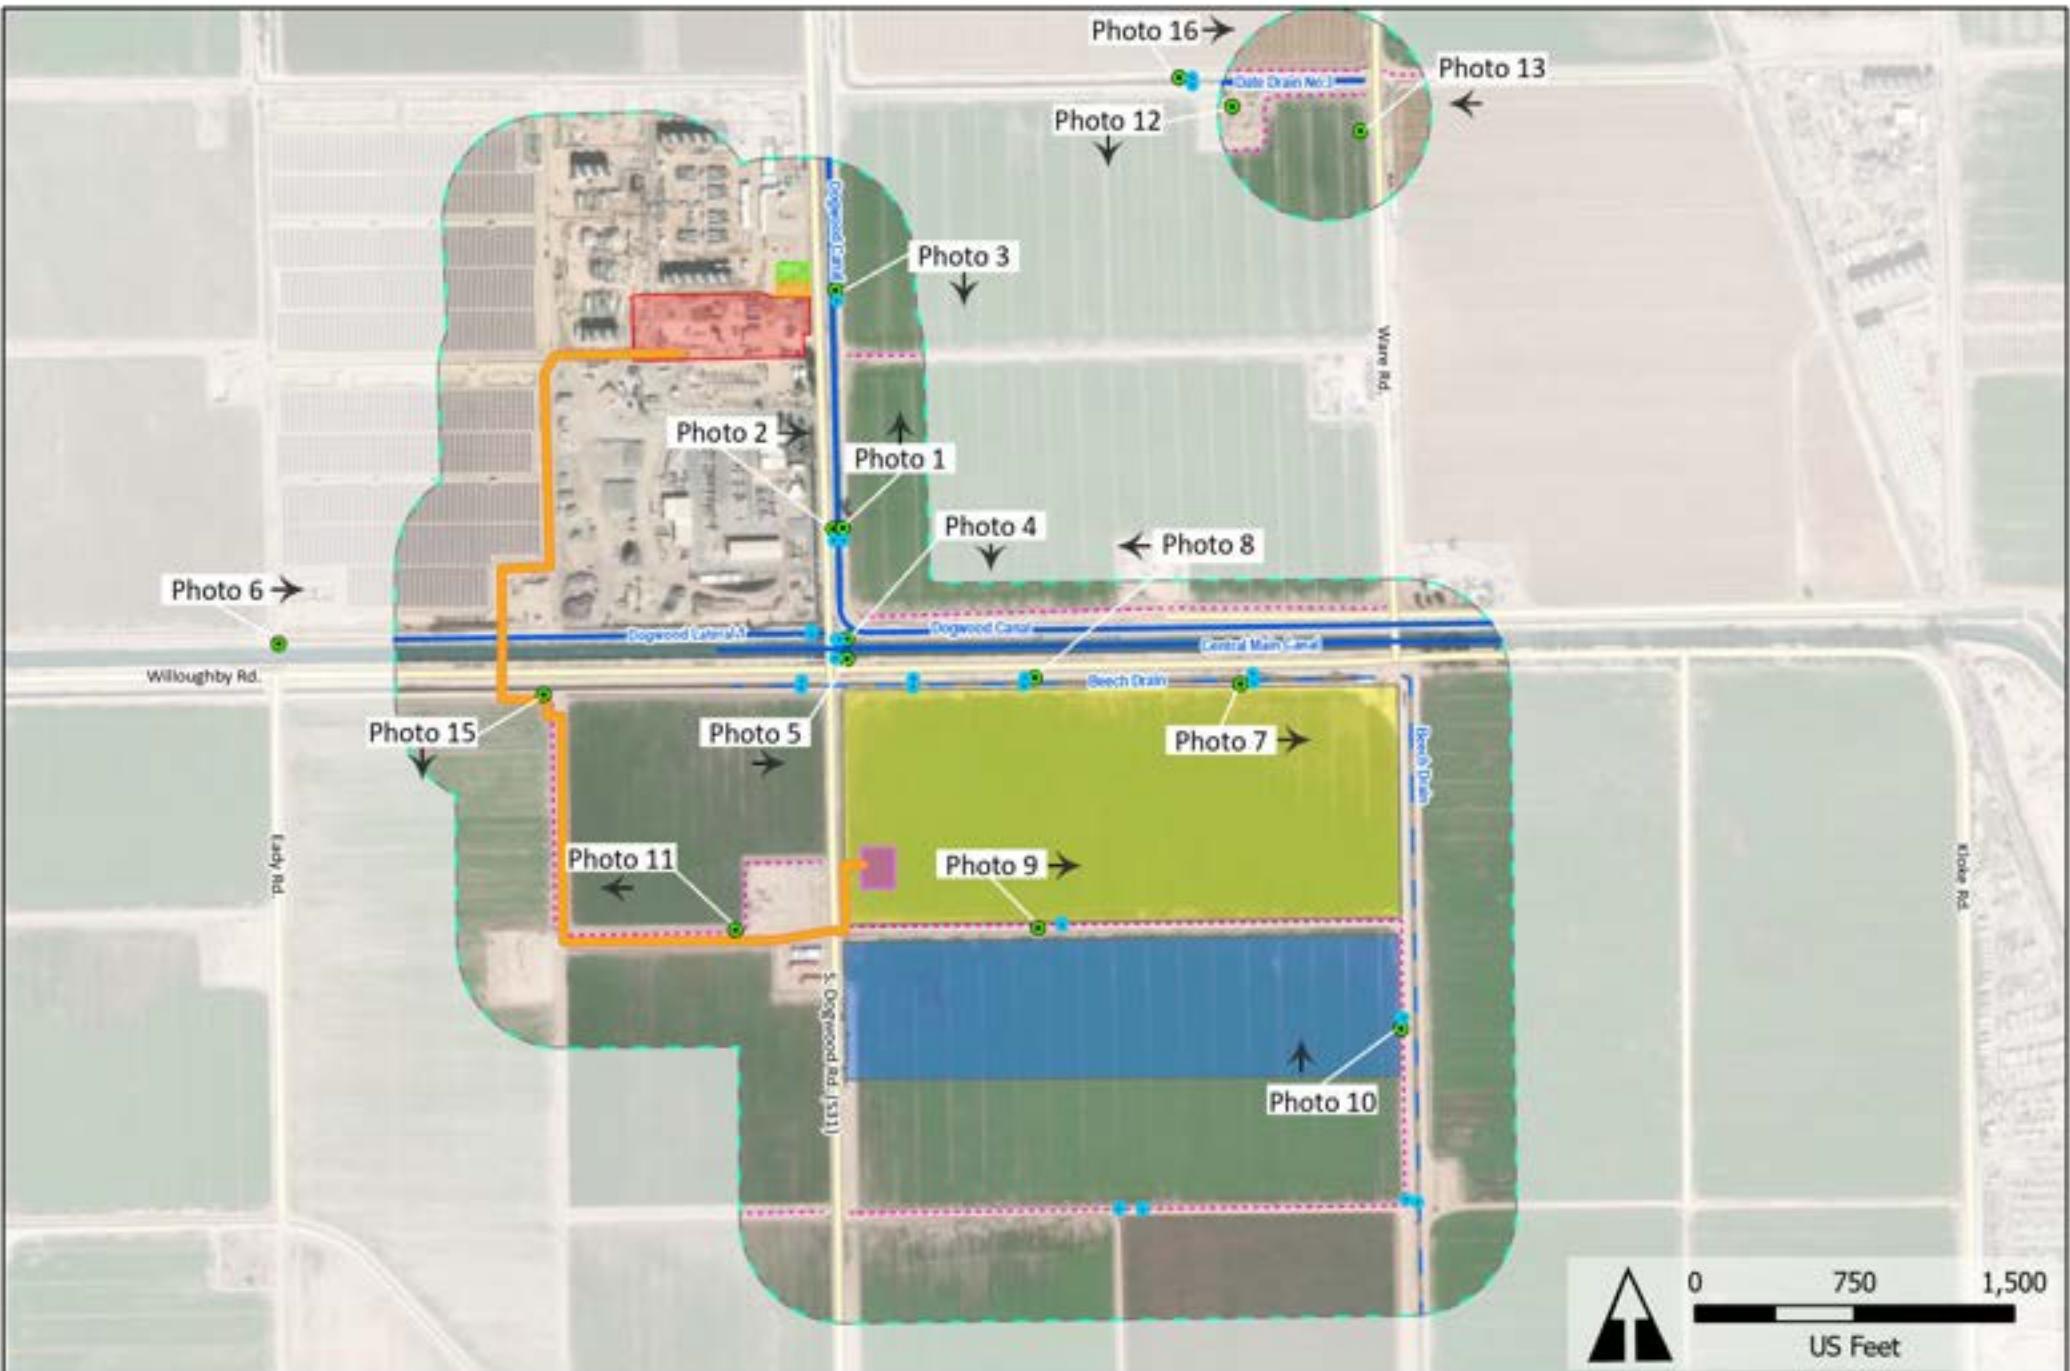 Photo 16
Date Drain No.3
Photo 13
Photo 12
Dogwood Canal
Photo 3
Ware Rd.
Photo 2
Photo 1
Photo 4
Photo 8
Photo 6
Dogwood Lateral 1
Dogwood Canal
Central Main Canal
Willoughby Rd.
Beech Drain
Photo 15
Photo 5
Photo 7
Beech Drain
Eady Rd.
Photo 11
Photo 9
Kloke Rd.
S. Dogwood Rd. (S31)
Photo 10
0 750 1,500
US Feet